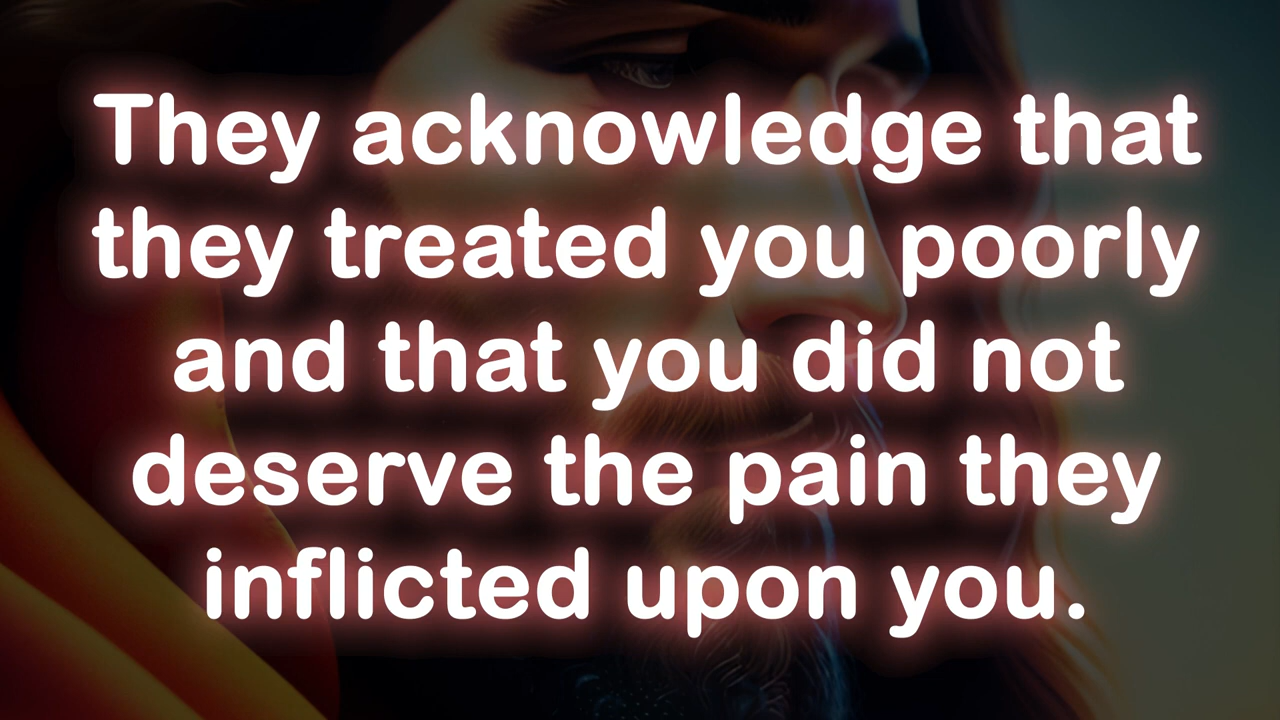 They acknowledge that
they treated you poorly
and that you did not
deserve the pain they
inflicted upon you.